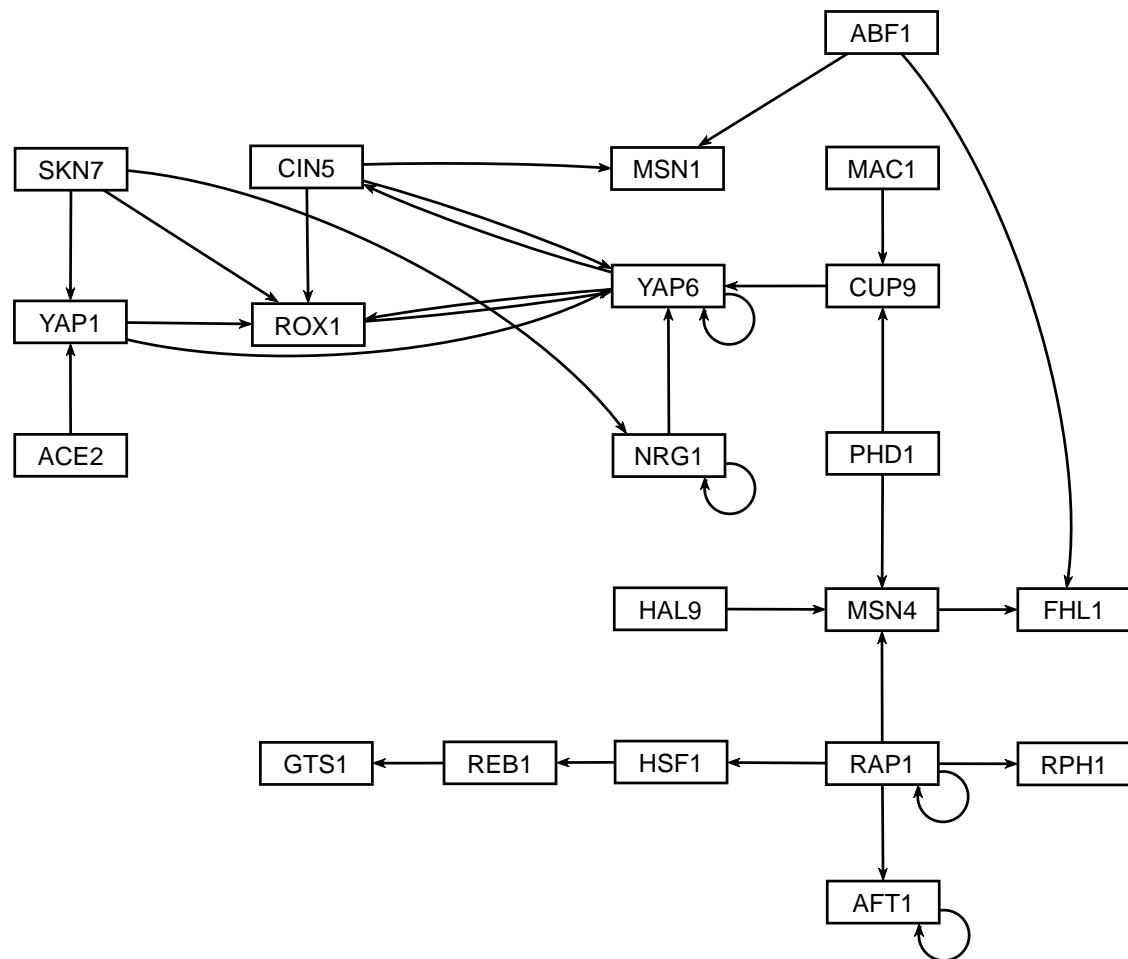 ABF1
SKN7
CIN5
MSN1
MAC1
YAP6
CUP9
YAP1
ROX1
ACE2
NRG1
PHD1
HAL9
MSN4
FHL1
GTS1
REB1
HSF1
RAP1
RPH1
AFT1